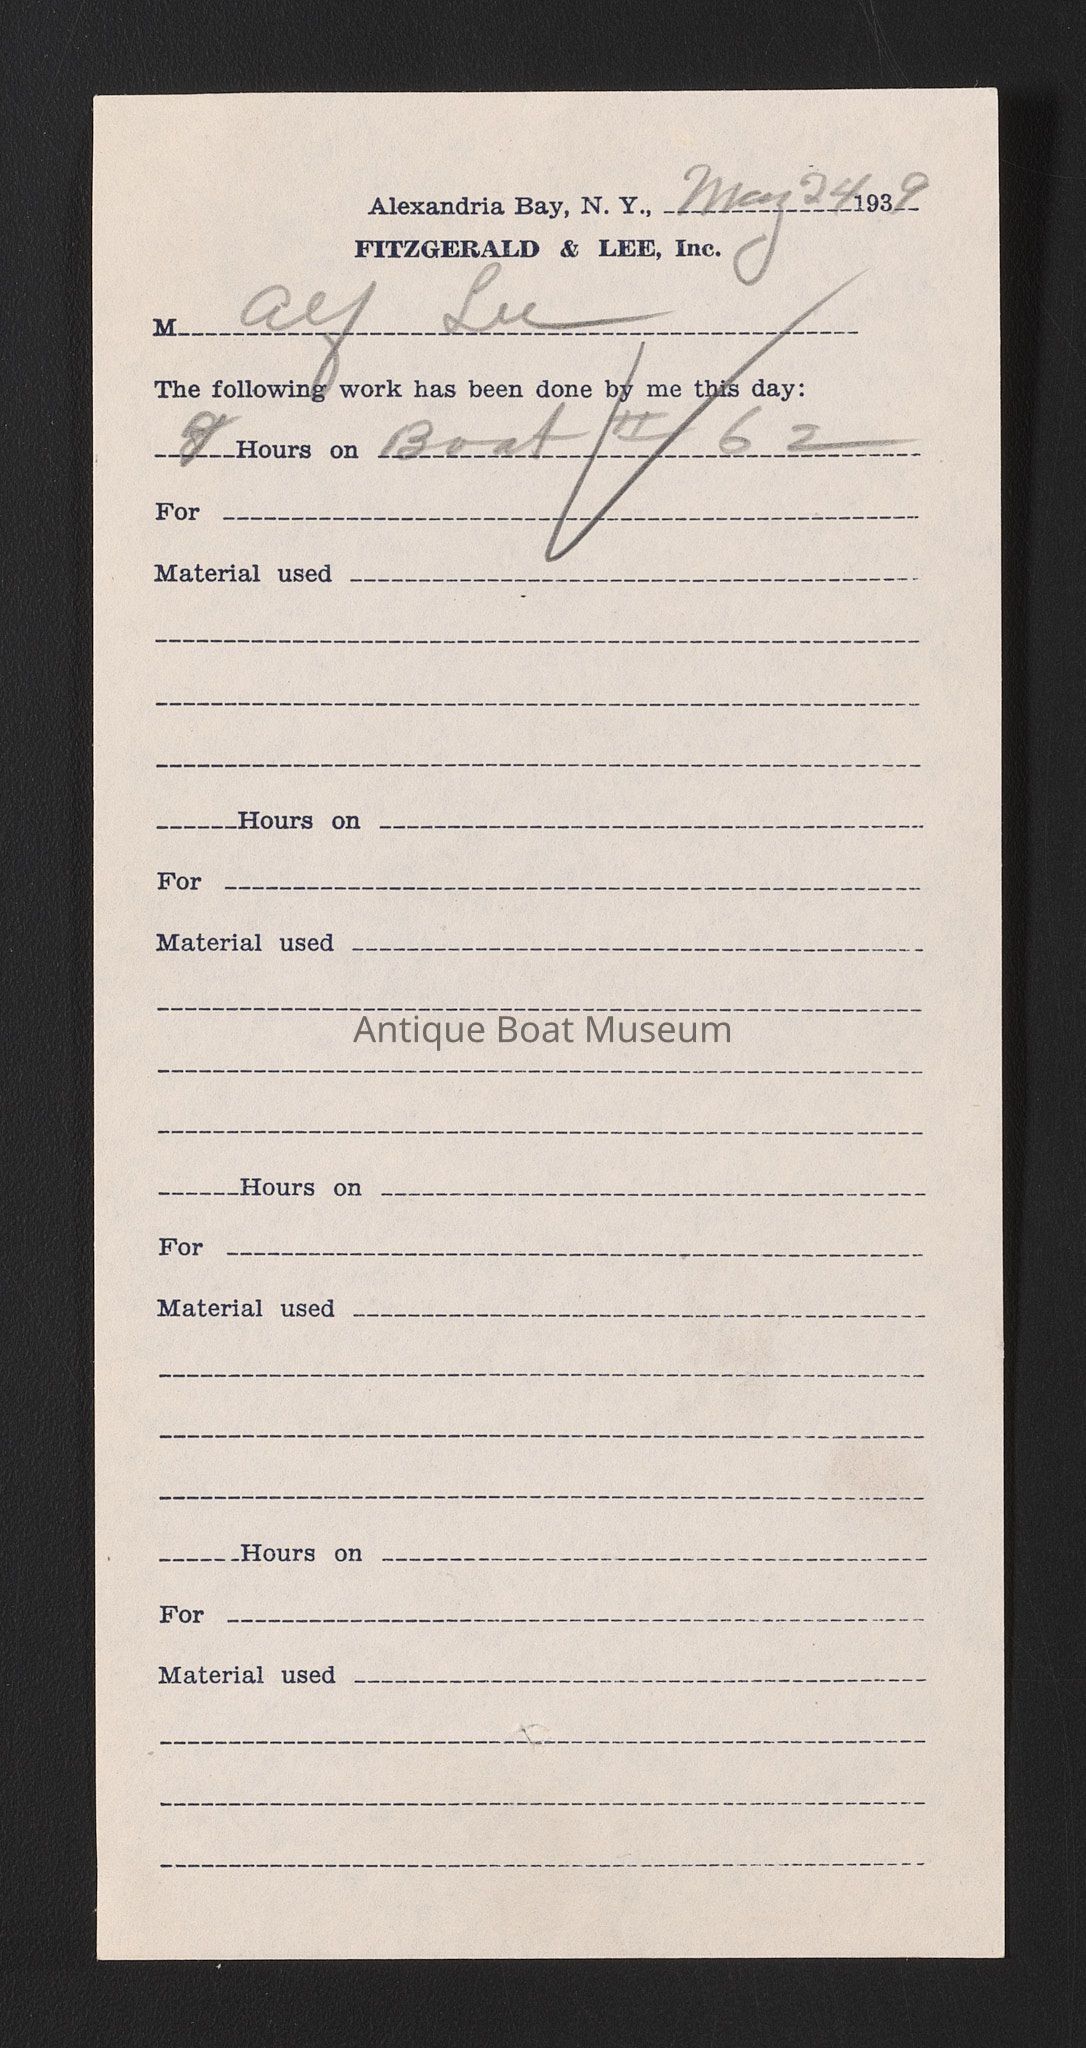 Alexandria Bay, N. Y., May 24 1939
FITZGERALD & LEE, Inc.
M Alf Lee
The following work has been done by me this day:
8 Hours on Boat # 62
For
Material used
Hours on
For
Material used
Antique Boat Museum
Hours on
For
Material used
Hours on
For
Material used